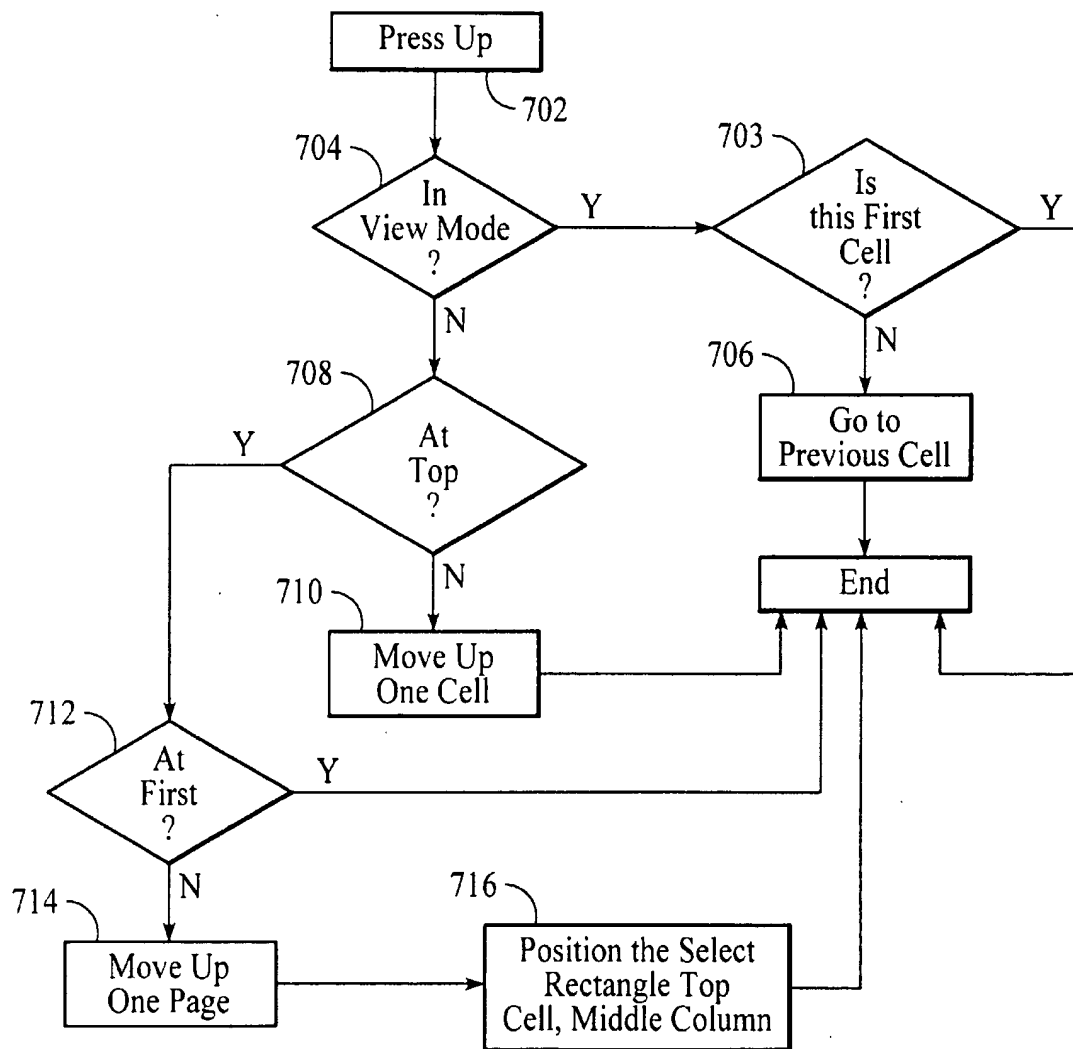 Press Up
702
704
703
In
View Mode
?
Y
Is
this First
Cell
?
Y
N
N
708
706
At
Top
?
Y
Go to
Previous Cell
N
End
710
Move Up
One Cell
712
At
First
?
Y
N
714
716
Move Up
One Page
Position the Select
Rectangle Top
Cell, Middle Column